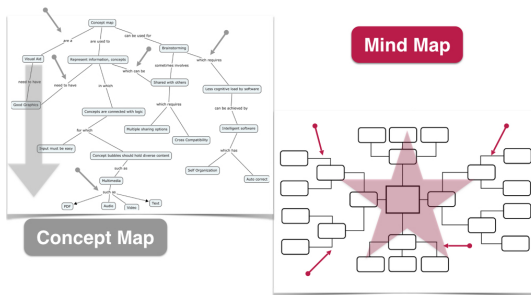 Concept map
are a
are used to
can be used for
Brainstorming
Visual Aid
Represent information, concepts
sometimes involves
which requires
need to have
need to have
in which
which can be
Shared with others
Less cognitive load by software
Good Graphics
Concepts are connected with logic
which requires
can be achieved by
for which
Multiple sharing options
Intelligent software
Input must be easy
Cross Compatibility
Concept bubbles should hold diverse content
which has
such as
Self-Organization
Multimedia
Auto correct
such as
PDF
Audio
Video
Text
Concept Map
Mind Map